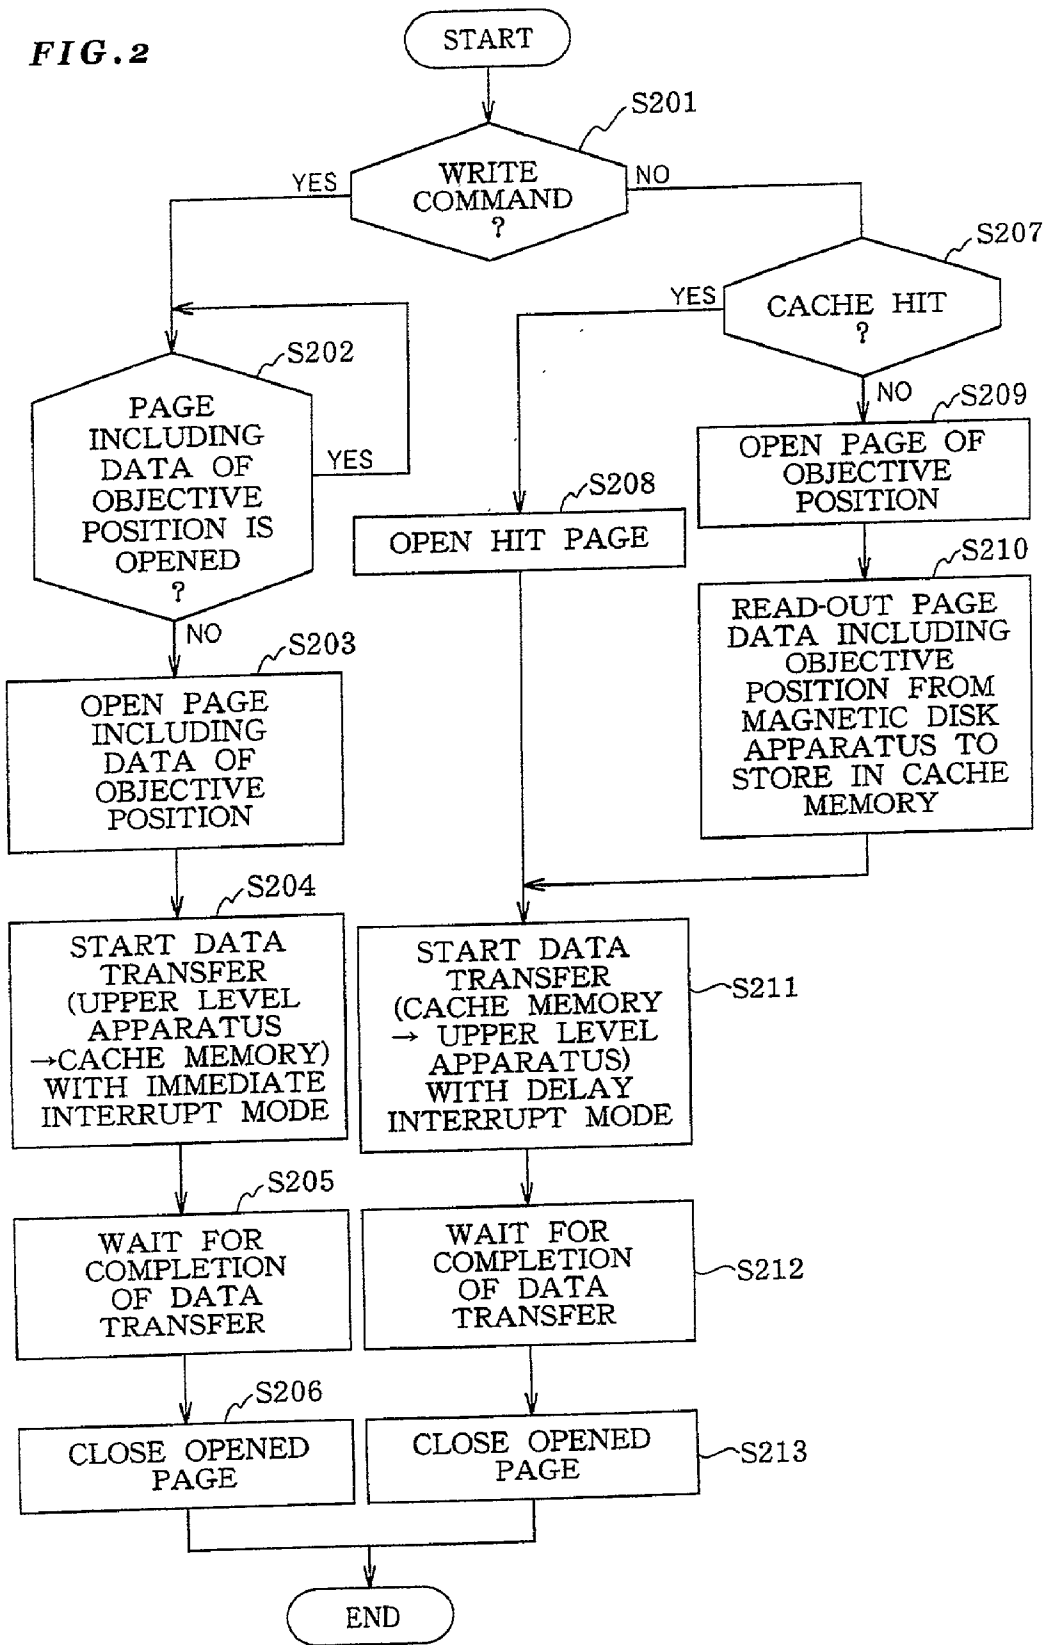 FIG.2
START
S201
WRITE
COMMAND
?
YES
NO
S207
CACHE HIT
?
YES
NO
S202
PAGE
INCLUDING
DATA OF
OBJECTIVE
POSITION IS
OPENED
?
YES
NO
S203
OPEN PAGE
INCLUDING
DATA OF
OBJECTIVE
POSITION
S204
START DATA
TRANSFER
(UPPER LEVEL
APPARATUS
→CACHE MEMORY)
WITH IMMEDIATE
INTERRUPT MODE
S205
WAIT FOR
COMPLETION
OF DATA
TRANSFER
S206
CLOSE OPENED
PAGE
S208
OPEN HIT PAGE
S209
OPEN PAGE OF
OBJECTIVE
POSITION
S210
READ-OUT PAGE
DATA INCLUDING
OBJECTIVE
POSITION FROM
MAGNETIC DISK
APPARATUS TO
STORE IN CACHE
MEMORY
S211
START DATA
TRANSFER
(CACHE MEMORY
→ UPPER LEVEL
APPARATUS)
WITH DELAY
INTERRUPT MODE
S212
WAIT FOR
COMPLETION
OF DATA
TRANSFER
S213
CLOSE OPENED
PAGE
END